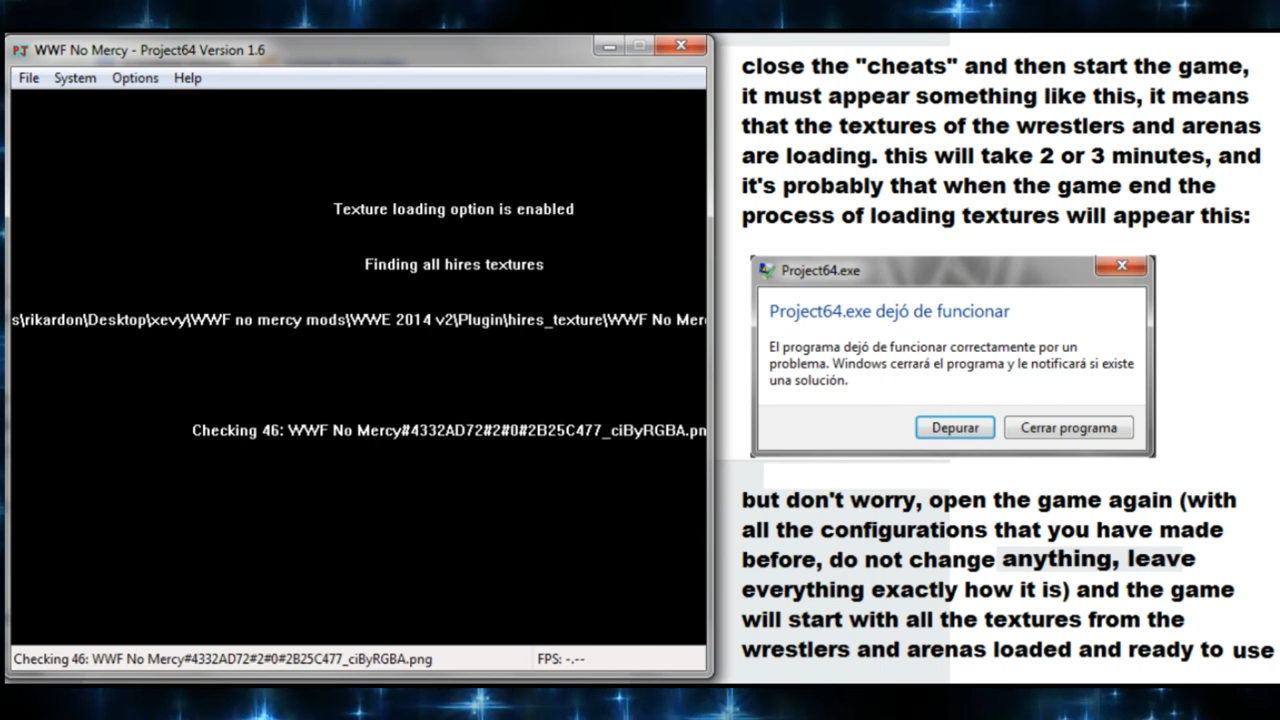 WWF No Mercy - Project64 Version 1.6
File System Options Help
Texture loading option is enabled
Finding all hires textures
s\rikardon\Desktop\xevy\WWF no mercy mods\WWE 2014 v2\Plugin\hires_texture\WWF No Mer
Checking 46: WWF No Mercy#4332AD72#2#0#2B25C477_ciByRGBA.pn
Checking 46: WWF No Mercy#4332AD72#2#0#2B25C477_ciByRGBA.png
FPS: -.--
close the "cheats" and then start the game,
it must appear something like this, it means
that the textures of the wrestlers and arenas
are loading. this will take 2 or 3 minutes, and
it's probably that when the game end the
process of loading textures will appear this:
Project64.exe
Project64.exe dejó de funcionar
El programa dejó de funcionar correctamente por un
problema. Windows cerrará el programa y le notificará si existe
una solución.
Depurar Cerrar programa
but don't worry, open the game again (with
all the configurations that you have made
before, do not change anything, leave
everything exactly how it is) and the game
will start with all the textures from the
wrestlers and arenas loaded and ready to use